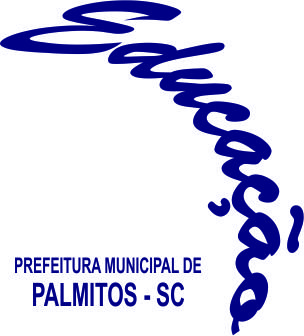 Educação
PREFEITURA MUNICIPAL DE
PALMITOS - SC